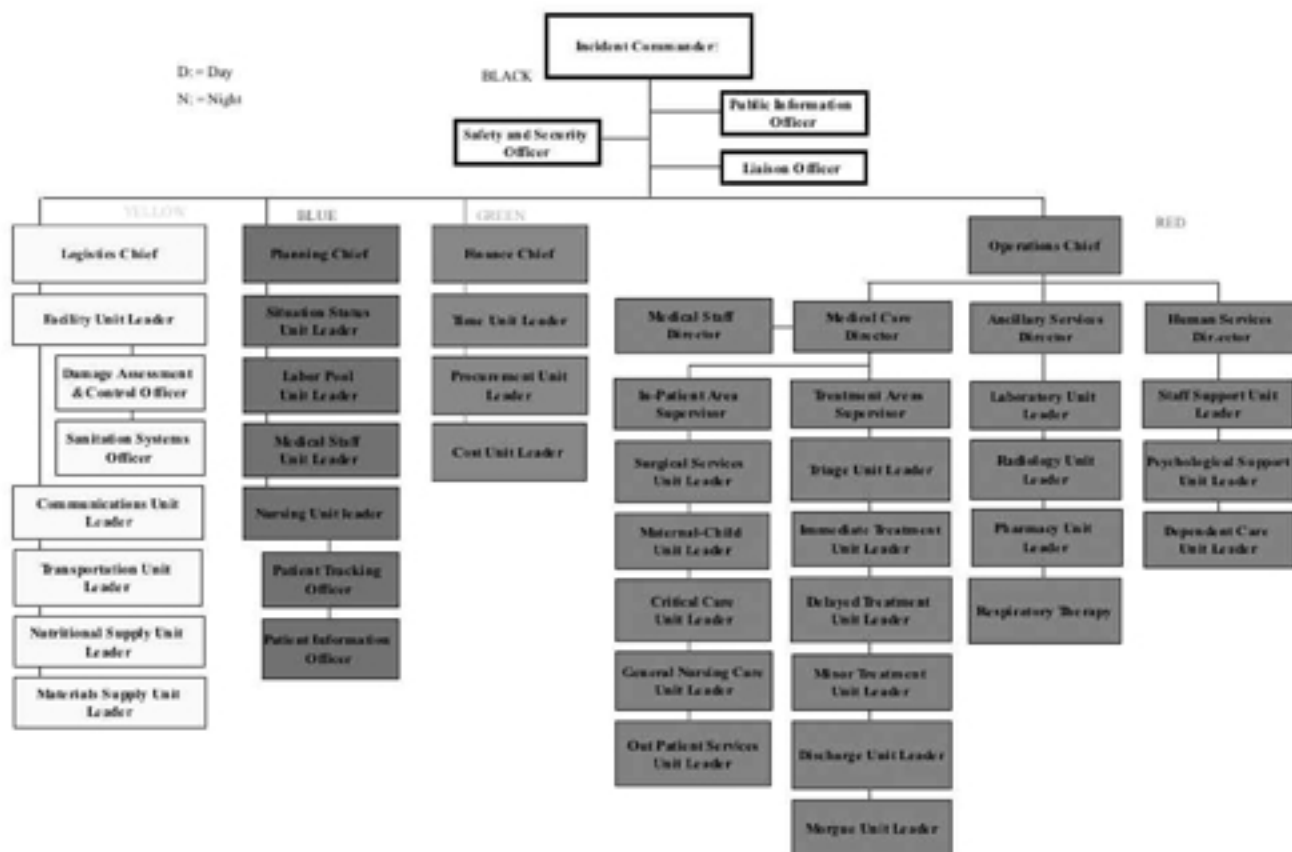 Incident Commander:
D: = Day
N: = Night
BLACK
Public Information
Officer
Safety and Security
Officer
Liaison Officer
YELLOW
BLUE
GREEN
RED
Logistics Chief
Planning Chief
Finance Chief
Operations Chief
Facility Unit Leader
Damage Assessment
& Control Officer
Sanitation Systems
Officer
Communications Unit
Leader
Transportation Unit
Leader
Nutritional Supply Unit
Leader
Materials Supply Unit
Leader
Situation Status
Unit Leader
Labor Pool
Unit Leader
Medical Staff
Unit Leader
Nursing Unit leader
Patient Tracking
Officer
Patient Information
Officer
Time Unit Leader
Procurement Unit
Leader
Cost Unit Leader
Medical Staff
Director
Medical Care
Director
Ancillary Services
Director
Human Services
Dir.ector
In-Patient Area
Supervisor
Surgical Services
Unit Leader
Maternal-Child
Unit Leader
Critical Care
Unit Leader
General Nursing Care
Unit Leader
Out Patient Services
Unit Leader
Treatment Areas
Supervisor
Triage Unit Leader
Immediate Treatment
Unit Leader
Delayed Treatment
Unit Leader
Minor Treatment
Unit Leader
Discharge Unit Leader
Morgue Unit Leader
Laboratory Unit
Leader
Radiology Unit
Leader
Pharmacy Unit
Leader
Respiratory Therapy
Staff Support Unit
Leader
Psychological Support
Unit Leader
Dependent Care
Unit Leader